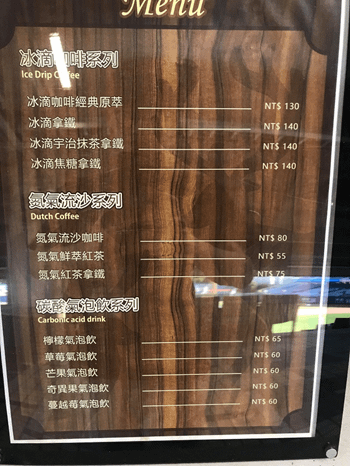 Menu
冰滴咖啡系列
Ice Drip Coffee
冰滴咖啡經典原萃 NT$ 130
冰滴拿鐵 NT$ 140
冰滴宇治抹茶拿鐵 NT$ 140
冰滴焦糖拿鐵 NT$ 140
氮氣流沙系列
Dutch Coffee
氮氣流沙咖啡 NT$ 80
氮氣鮮萃紅茶 NT$ 55
氮氣紅茶拿鐵 NT$ 75
碳酸氣泡飲系列
Carbonic acid drink
檸檬氣泡飲 NT$ 65
草莓氣泡飲 NT$ 60
芒果氣泡飲 NT$ 60
奇異果氣泡飲 NT$ 60
蔓越莓氣泡飲 NT$ 60